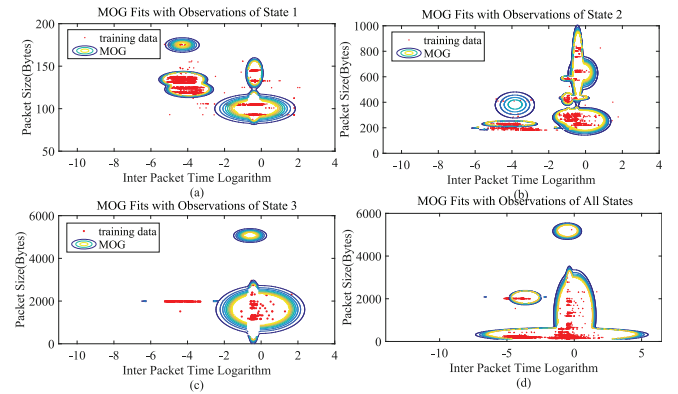 MOG Fits with Observations of State 1
Packet Size(Bytes)
200
150
100
50
training data
MOG
-10 -8 -6 -4 -2 0 2 4
Inter Packet Time Logarithm
(a)
MOG Fits with Observations of State 2
Packet Size(Bytes)
1000
800
600
400
200
0
training data
MOG
-10 -8 -6 -4 -2 0 2 4
Inter Packet Time Logarithm
(b)
MOG Fits with Observations of State 3
Packet Size(Bytes)
6000
4000
2000
0
training data
MOG
-10 -8 -6 -4 -2 0 2 4
Inter Packet Time Logarithm
(c)
MOG Fits with Observations of All States
Packet Size(Bytes)
6000
4000
2000
0
-10 -5 0 5
Inter Packet Time Logarithm
(d)